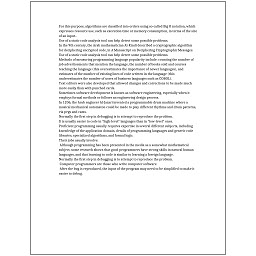 For this purpose, algorithms are classified into orders using so-called Big O notation, which
expresses resource use, such as execution time or memory consumption, in terms of the size
of an input.
Use of a static code analysis tool can help detect some possible problems.
In the 9th century, the Arab mathematician Al-Kindi described a cryptographic algorithm
for deciphering encrypted code, in A Manuscript on Deciphering Cryptographic Messages.
Use of a static code analysis tool can help detect some possible problems.
Methods of measuring programming language popularity include: counting the number of
job advertisements that mention the language, the number of books sold and courses
teaching the language (this overestimates the importance of newer languages), and
estimates of the number of existing lines of code written in the language (this
underestimates the number of users of business languages such as COBOL).
Text editors were also developed that allowed changes and corrections to be made much
more easily than with punched cards.
Sometimes software development is known as software engineering, especially when it
employs formal methods or follows an engineering design process.
In 1206, the Arab engineer Al-Jazari invented a programmable drum machine where a
musical mechanical automaton could be made to play different rhythms and drum patterns,
via pegs and cams.
Normally the first step in debugging is to attempt to reproduce the problem.
It is usually easier to code in "high-level" languages than in "low-level" ones.
Proficient programming usually requires expertise in several different subjects, including
knowledge of the application domain, details of programming languages and generic code
libraries, specialized algorithms, and formal logic.
Their jobs usually involve:
Although programming has been presented in the media as a somewhat mathematical
subject, some research shows that good programmers have strong skills in natural human
languages, and that learning to code is similar to learning a foreign language.
Normally the first step in debugging is to attempt to reproduce the problem.
Computer programmers are those who write computer software.
After the bug is reproduced, the input of the program may need to be simplified to make it
easier to debug.